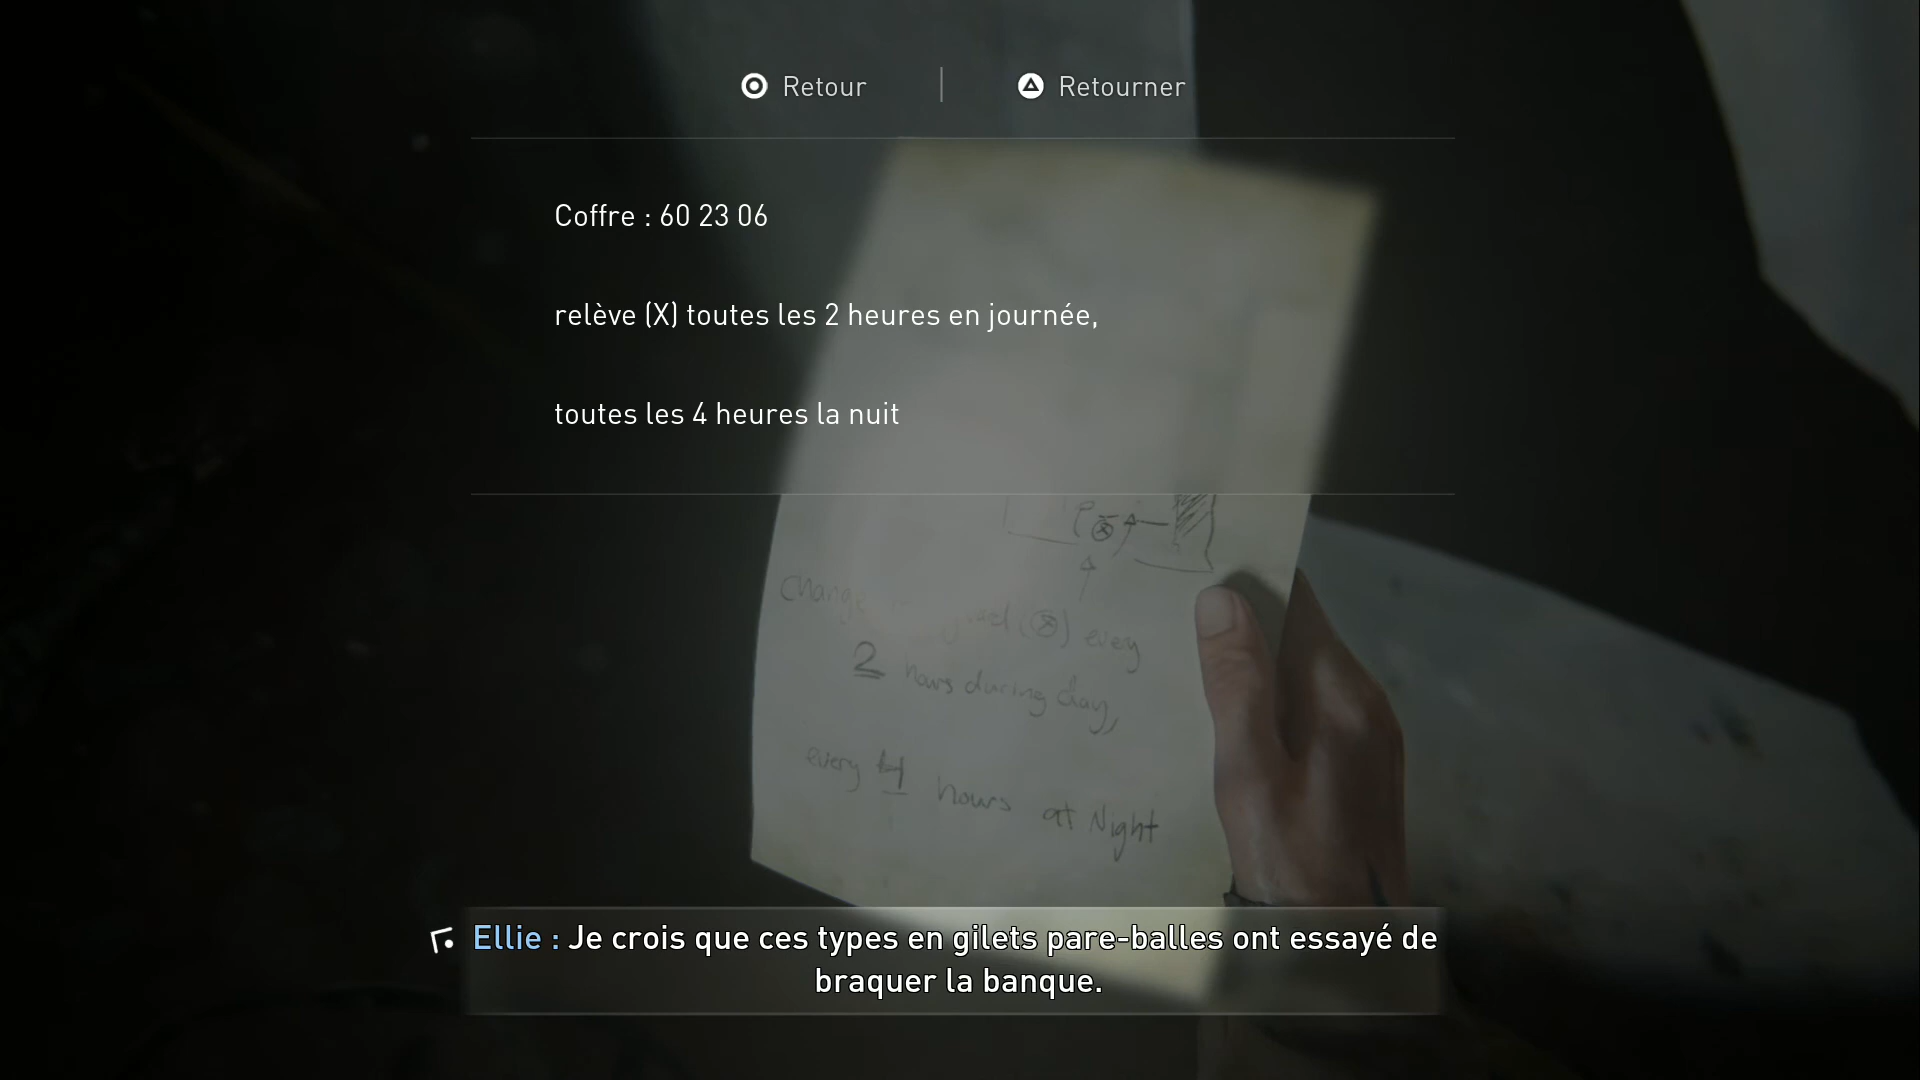 Retour | Retourner
Coffre : 60 23 06
relève (X) toutes les 2 heures en journée,
toutes les 4 heures la nuit
Change every
2 hours during day,
every 4 hours at Night
Ellie : Je crois que ces types en gilets pare-balles ont essayé de
braquer la banque.